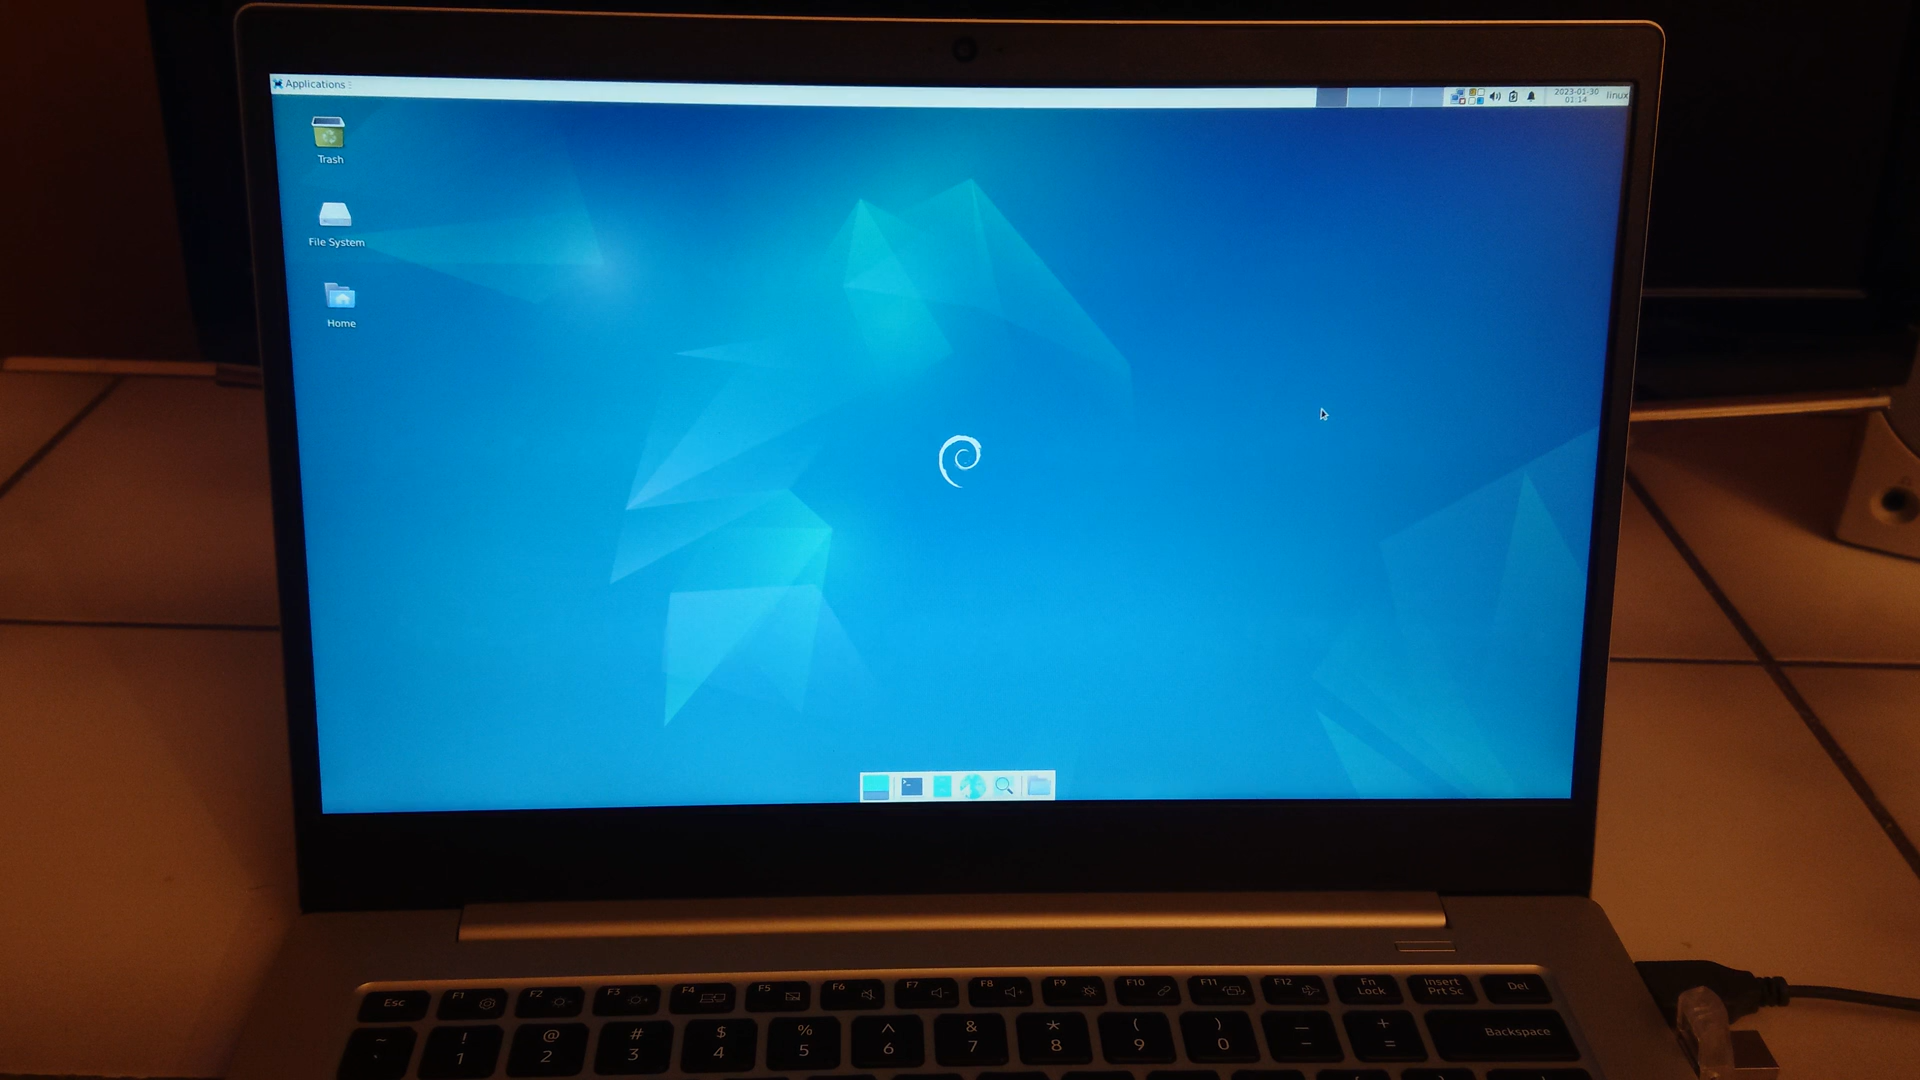 Applications
2023-01-30
01:14
linux
Trash
File System
Home
Esc
F1
F2
F3
F4
F5
F6
F7
F8
F9
F10
F11
F12
Fn
Lock
Insert
Prt Sc
Del
~
`
!
1
@
2
#
3
$
4
%
5
^
6
&
7
*
8
(
9
)
0
_
-
+
=
Backspace